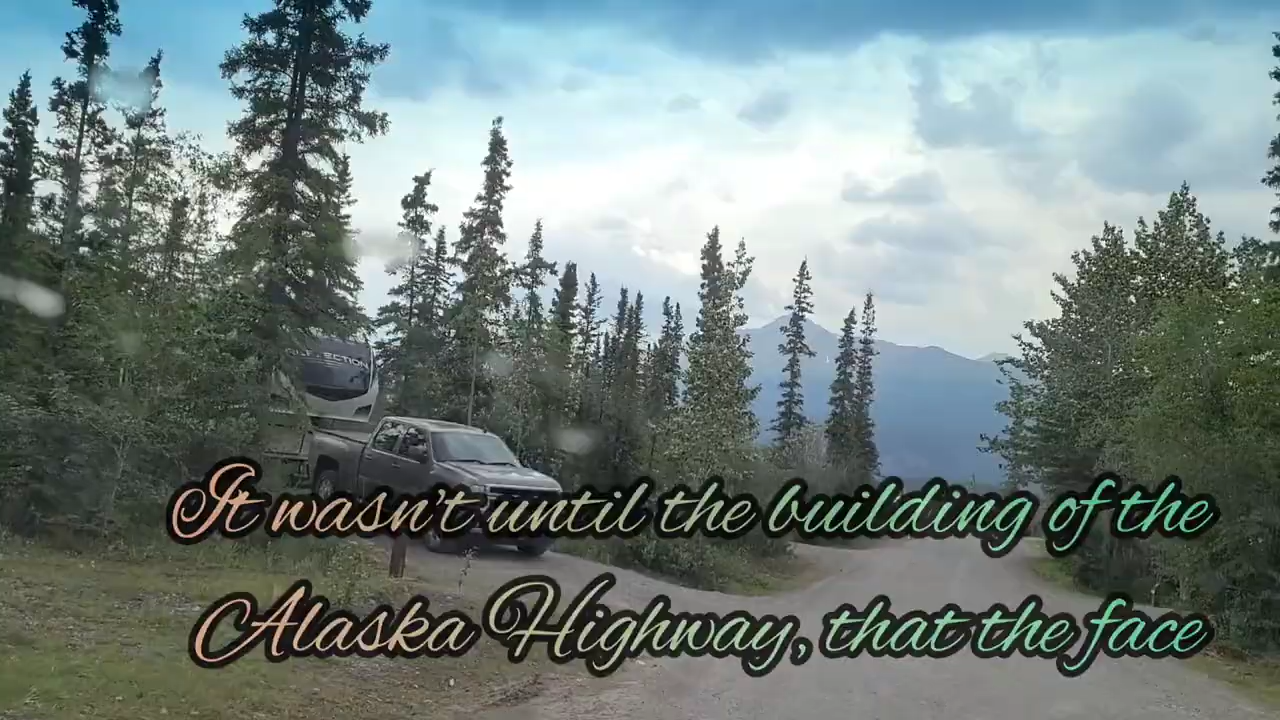 It wasn't until the building of the
Alaska Highway, that the face